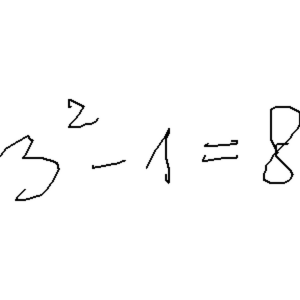 3² - 1 = 8